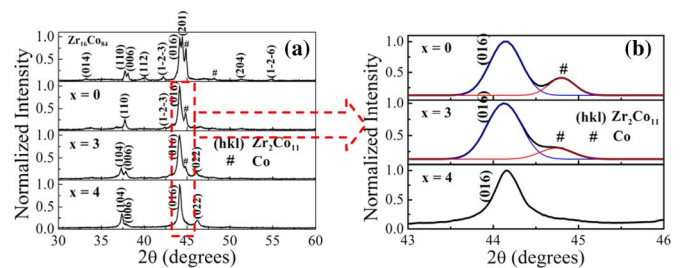 Normalized Intensity
Zr16Co84
(014)
(110)
(006)
(112)
(1-2-3)
(016)
(201)
#
#
(204)
(1-2-6)
(a)
x = 0
(110)
(1-2-3)
(016)
#
x = 3
(104)
(006)
(016)
#
(022)
(hkl) Zr2Co11
# Co
x = 4
(104)
(006)
(016)
(022)
30 35 40 45 50 55 60
2θ (degrees)
Normalized Intensity
(b)
1.0
0.5
x = 0
(016)
#
1.0
0.5
x = 3
(016)
#
(hkl) Zr2Co11
# Co
1.0
0.5
x = 4
(016)
43 44 45 46
2θ (degrees)